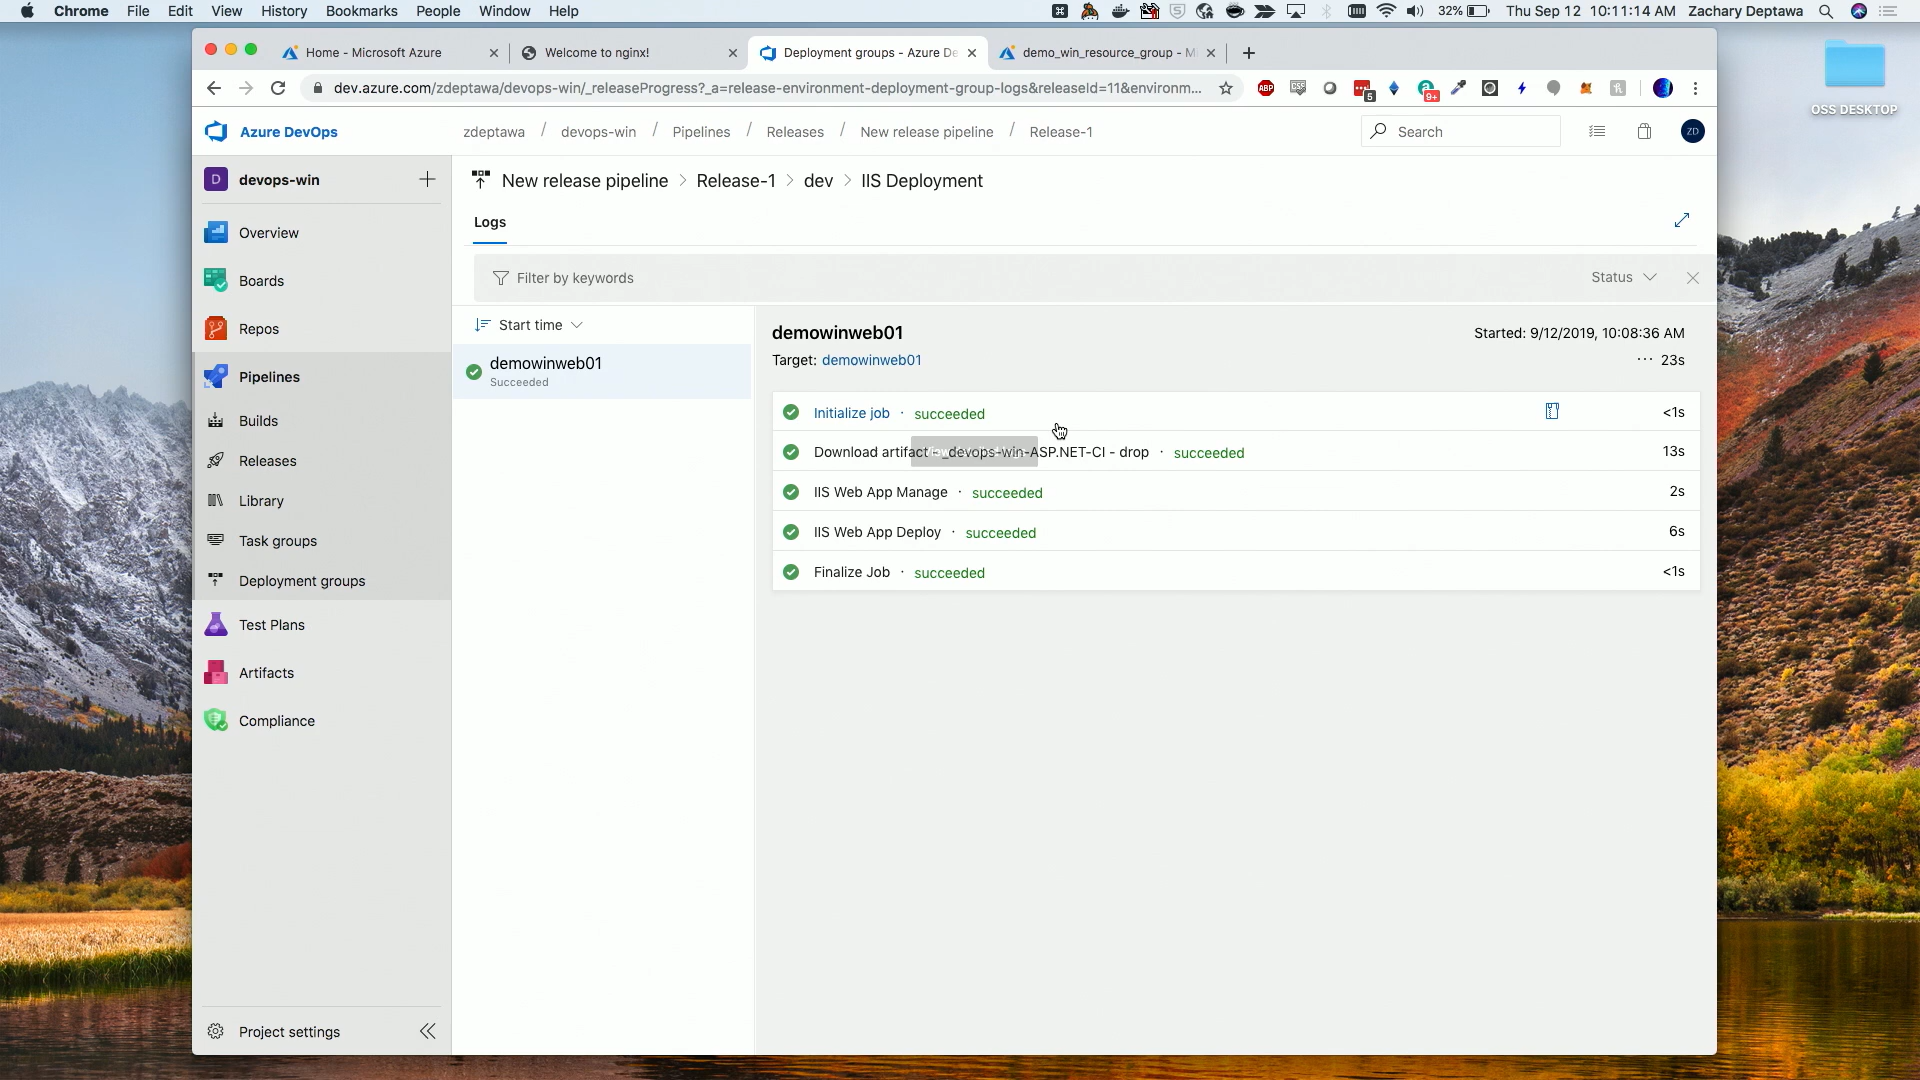 Chrome File Edit View History Bookmarks People Window Help
32% Thu Sep 12 10:11:14 AM Zachary Deptawa
Home - Microsoft Azure
Welcome to nginx!
Deployment groups - Azure De
demo_win_resource_group - M
dev.azure.com/zdeptawa/devops-win/_releaseProgress?_a=release-environment-deployment-group-logs&releaseId=11&environm...
ABP
CSS
5
9+
OSS DESKTOP
Azure DevOps
zdeptawa / devops-win / Pipelines / Releases / New release pipeline / Release-1
Search
ZD
D devops-win
New release pipeline > Release-1 > dev > IIS Deployment
Logs
Overview
Boards
Repos
Pipelines
Builds
Releases
Library
Task groups
Deployment groups
Test Plans
Artifacts
Compliance
Project settings
Filter by keywords
Status
Start time
demowinweb01
Succeeded
demowinweb01
Started: 9/12/2019, 10:08:36 AM
Target: demowinweb01
··· 23s
Initialize job · succeeded <1s
Download artifact - _devops-win-ASP.NET-CI - drop · succeeded 13s
IIS Web App Manage · succeeded 2s
IIS Web App Deploy · succeeded 6s
Finalize Job · succeeded <1s